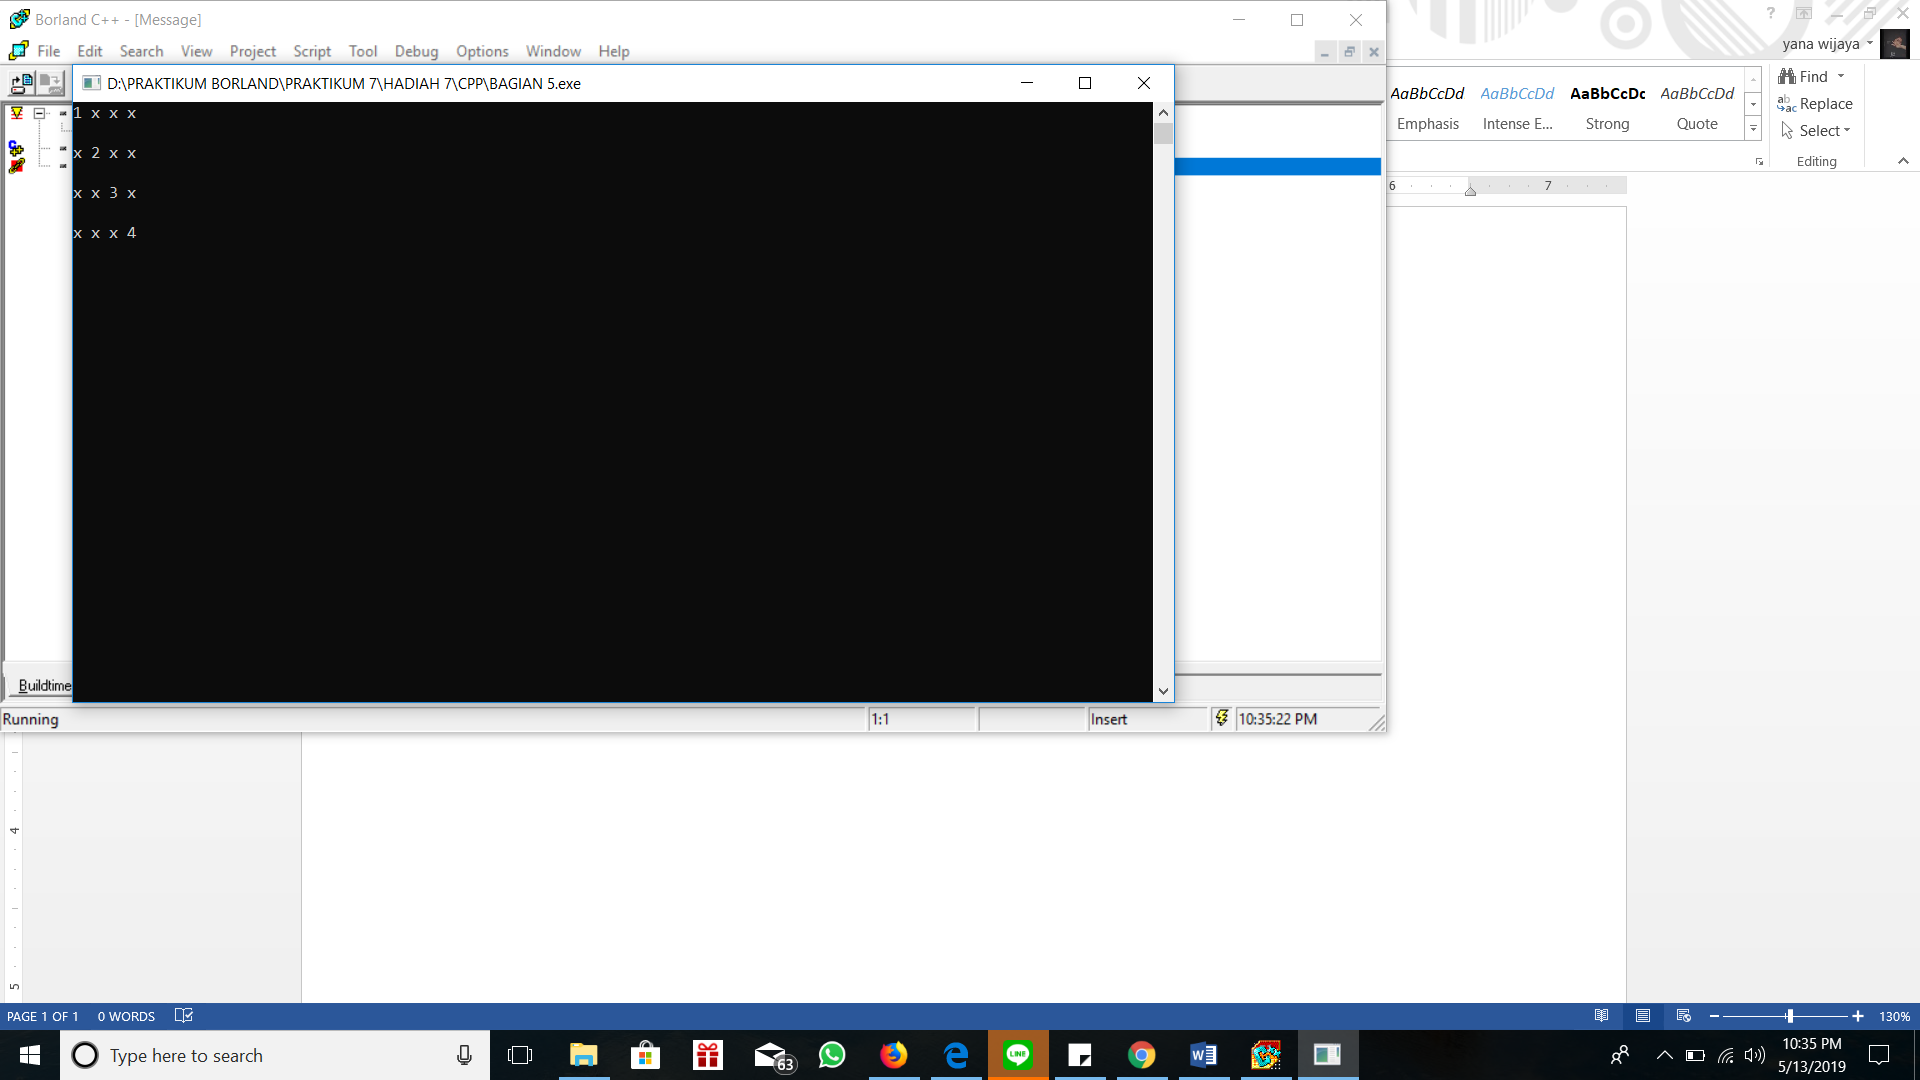 Borland C++ - [Message]
File Edit Search View Project Script Tool Debug Options Window Help
yana wijaya
D:\PRAKTIKUM BORLAND\PRAKTIKUM 7\HADIAH 7\CPP\BAGIAN 5.exe
1 x x x
x 2 x x
x x 3 x
x x x 4
AaBbCcDd AaBbCcDd AaBbCcDc AaBbCcDd
Emphasis Intense E... Strong Quote
Find
Replace
Select
Editing
6 7
Buildtime
Running 1:1 Insert 10:35:22 PM
4
5
PAGE 1 OF 1 0 WORDS 130%
Type here to search
63
LINE
10:35 PM
5/13/2019